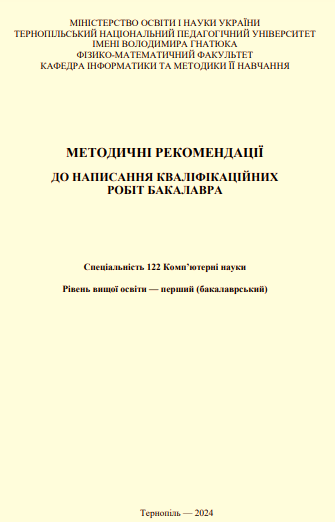 МІНІСТЕРСТВО ОСВІТИ І НАУКИ УКРАЇНИ
ТЕРНОПІЛЬСЬКИЙ НАЦІОНАЛЬНИЙ ПЕДАГОГІЧНИЙ УНІВЕРСИТЕТ
ІМЕНІ ВОЛОДИМИРА ГНАТЮКА
ФІЗИКО-МАТЕМАТИЧНИЙ ФАКУЛЬТЕТ
КАФЕДРА ІНФОРМАТИКИ ТА МЕТОДИКИ ЇЇ НАВЧАННЯ
МЕТОДИЧНІ РЕКОМЕНДАЦІЇ
ДО НАПИСАННЯ КВАЛІФІКАЦІЙНИХ
РОБІТ БАКАЛАВРА
Спеціальність 122 Комп’ютерні науки
Рівень вищої освіти — перший (бакалаврський)
Тернопіль — 2024